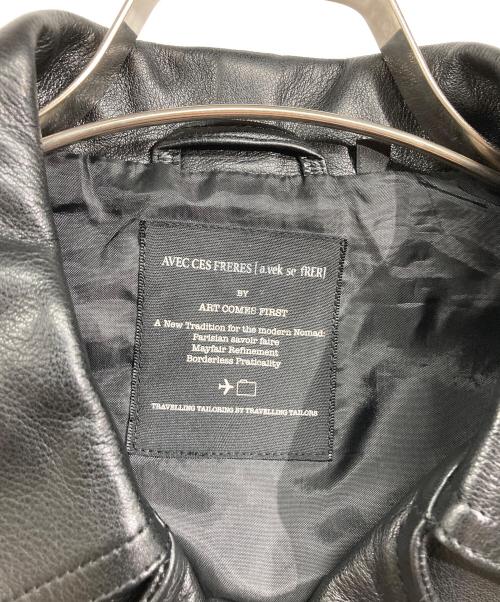 AVEC CES FRERES [a.vek se fRER]
BY
ART COMES FIRST
A New Tradition for the modern Nomad:
Parisian savoir faire
Mayfair Refinement
Borderless Praticality
TRAVELLING TAILORING BY TRAVELLING TAILORS